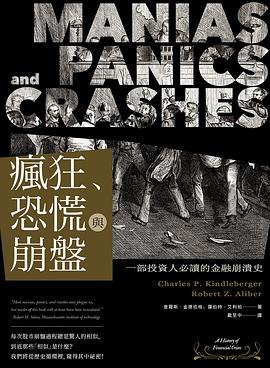 MANIAS
and
PANICS
CRASHES
瘋狂、
恐慌與
崩盤
一部投資人必讀的金融崩潰史
Charles P. Kindleberger
Robert Z. Aliber
查爾斯·金德伯格、羅伯特·艾利柏——著
戴至中——譯
每次股市崩盤過程總是驚人的相似,
到底那些「相似」是什麼?
我們將從歷史循環裡,窺得其中祕密!
A History of
Financial Crises